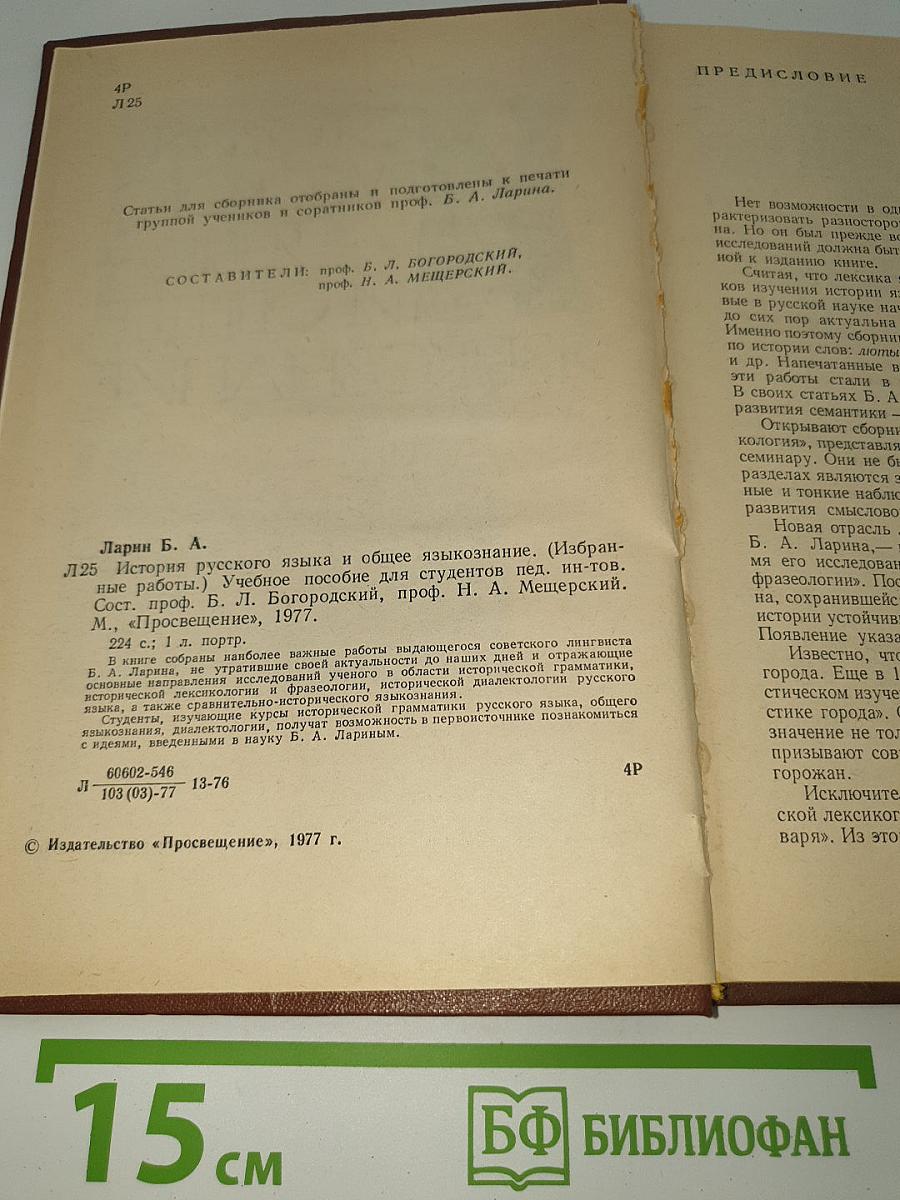 4Р
Л25
Статьи для сборника отобраны и подготовлены к печати
группой учеников и соратников проф. Б. А. Ларина.
СОСТАВИТЕЛИ: проф. Б. Л. БОГОРОДСКИЙ,
проф. Н. А. МЕЩЕРСКИЙ.
Ларин Б. А.
Л25 История русского языка и общее языкознание. (Избран-
ные работы.) Учебное пособие для студентов пед. ин-тов.
Сост. проф. Б. Л. Богородский, проф. Н. А. Мещерский.
М., «Просвещение», 1977.
224 с.; 1 л. портр.
В книге собраны наиболее важные работы выдающегося советского лингвиста
Б. А. Ларина, не утратившие своей актуальности до наших дней и отражающие
основные направления исследований ученого в области исторической грамматики,
исторической лексикологии и фразеологии, исторической диалектологии русского
языка, а также сравнительно-исторического языкознания.
Студенты, изучающие курсы исторической грамматики русского языка, общего
языкознания, диалектологии, получат возможность в первоисточнике познакомиться
с идеями, введенными в науку Б. А. Лариным.
Л 60602-546 13-76
103(03)-77
4Р
© Издательство «Просвещение», 1977 г.
ПРЕДИСЛОВИЕ
Нет возможности в од
рактеризовать разносторо
на. Но он был прежде во
исследований должна быт
ной к изданию книге.
Считая, что лексика
ков изучения истории яз
вые в русской науке нач
до сих пор актуальна
Именно поэтому сборни
по истории слов: люты
и др. Напечатанные в
эти работы стали в
В своих статьях Б. А.
развития семантики —
Открывают сборни
кология», представля
семинару. Они не бы
разделах являются з
ные и тонкие наблю
развития смыслово
Новая отрасль
Б. А. Ларина,—
мя его исследован
фразеологии». Пос
на, сохранившейс
истории устойчив
Появление указа
Известно, что
города. Еще в 1
стическом изуче
стике города». С
значение не тол
призывают сов
горожан.
Исключител
ской лексиког
варя». Из это
15 см
БФ БИБЛИОФАН